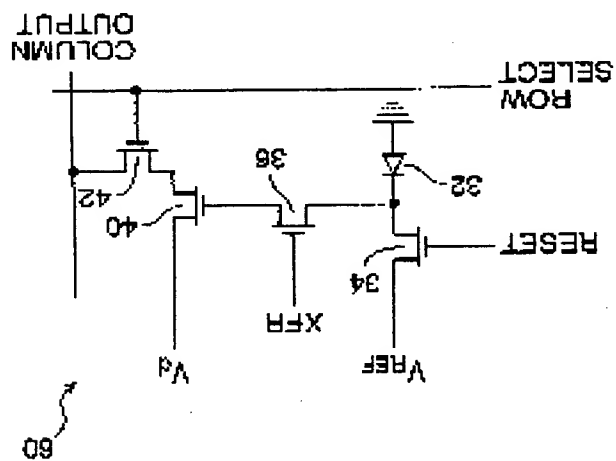 60
VREF
Vd
XFR
34
RESET
40
42
32
36
ROW
SELECT
COLUMN
OUTPUT